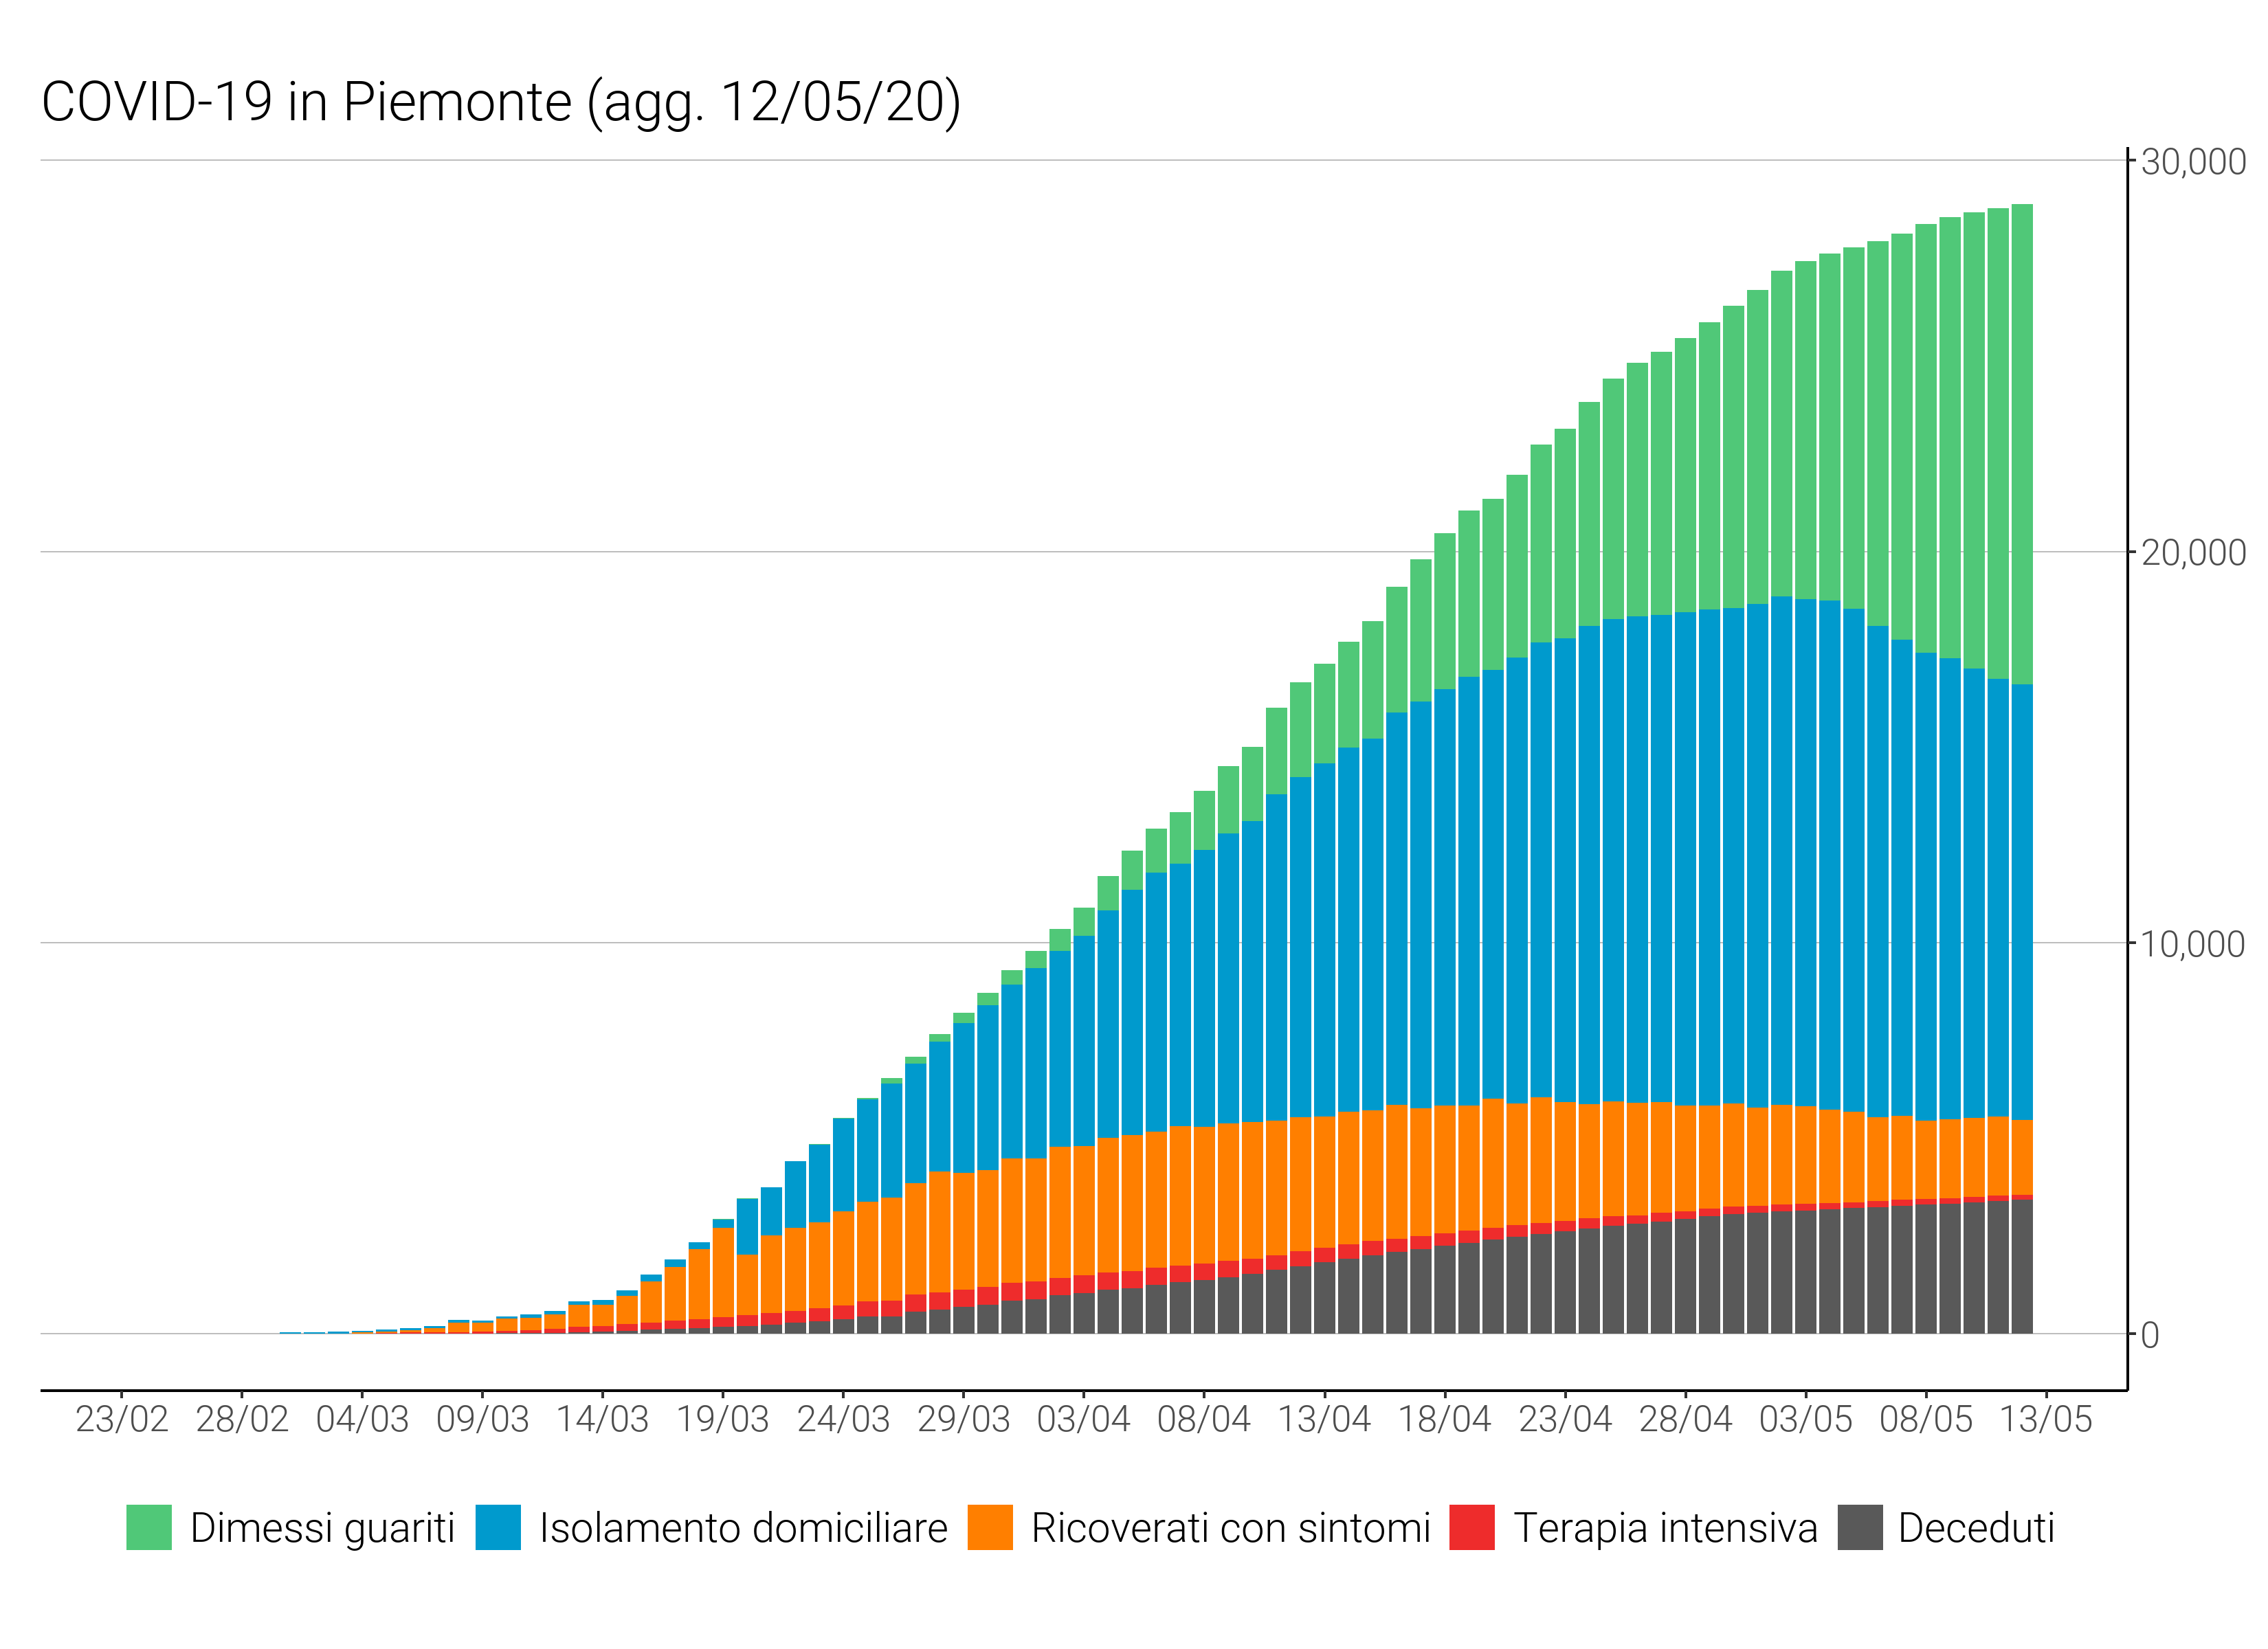 COVID-19 in Piemonte (agg. 12/05/20)
30,000
20,000
10,000
0
23/02 28/02 04/03 09/03 14/03 19/03 24/03 29/03 03/04 08/04 13/04 18/04 23/04 28/04 03/05 08/05 13/05
Dimessi guariti Isolamento domiciliare Ricoverati con sintomi Terapia intensiva Deceduti